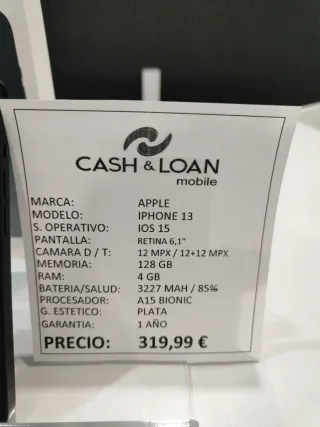 CASH & LOAN
mobile
MARCA: APPLE
MODELO: IPHONE 13
S. OPERATIVO: IOS 15
PANTALLA: RETINA 6,1"
CAMARA D / T: 12 MPX / 12+12 MPX
MEMORIA: 128 GB
RAM: 4 GB
BATERIA/SALUD: 3227 MAH / 85%
PROCESADOR: A15 BIONIC
G. ESTETICO: PLATA
GARANTIA: 1 AÑO
PRECIO: 319,99 €